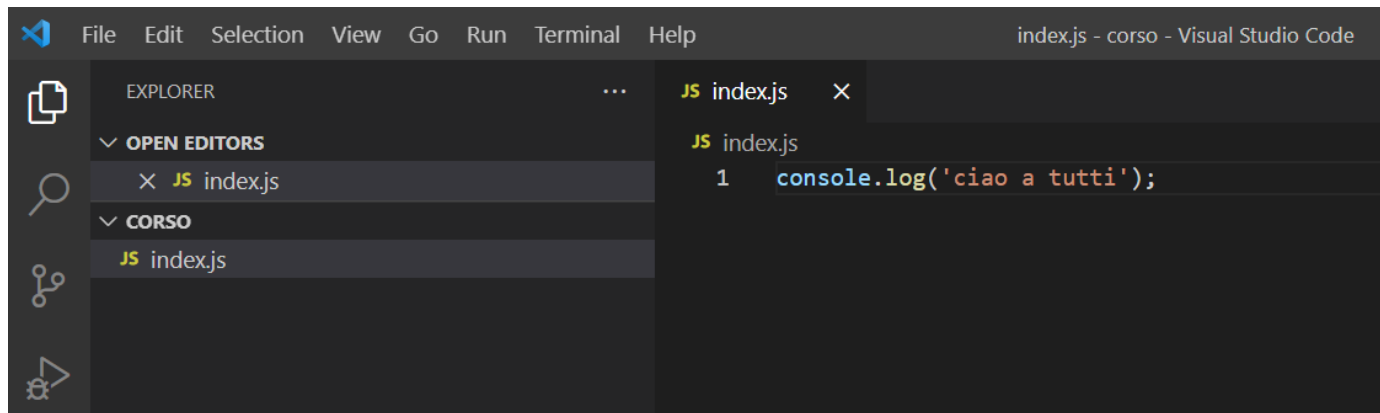 File Edit Selection View Go Run Terminal Help index.js - corso - Visual Studio Code
EXPLORER ...
OPEN EDITORS
JS index.js
CORSO
JS index.js
JS index.js
JS index.js
1 console.log('ciao a tutti');